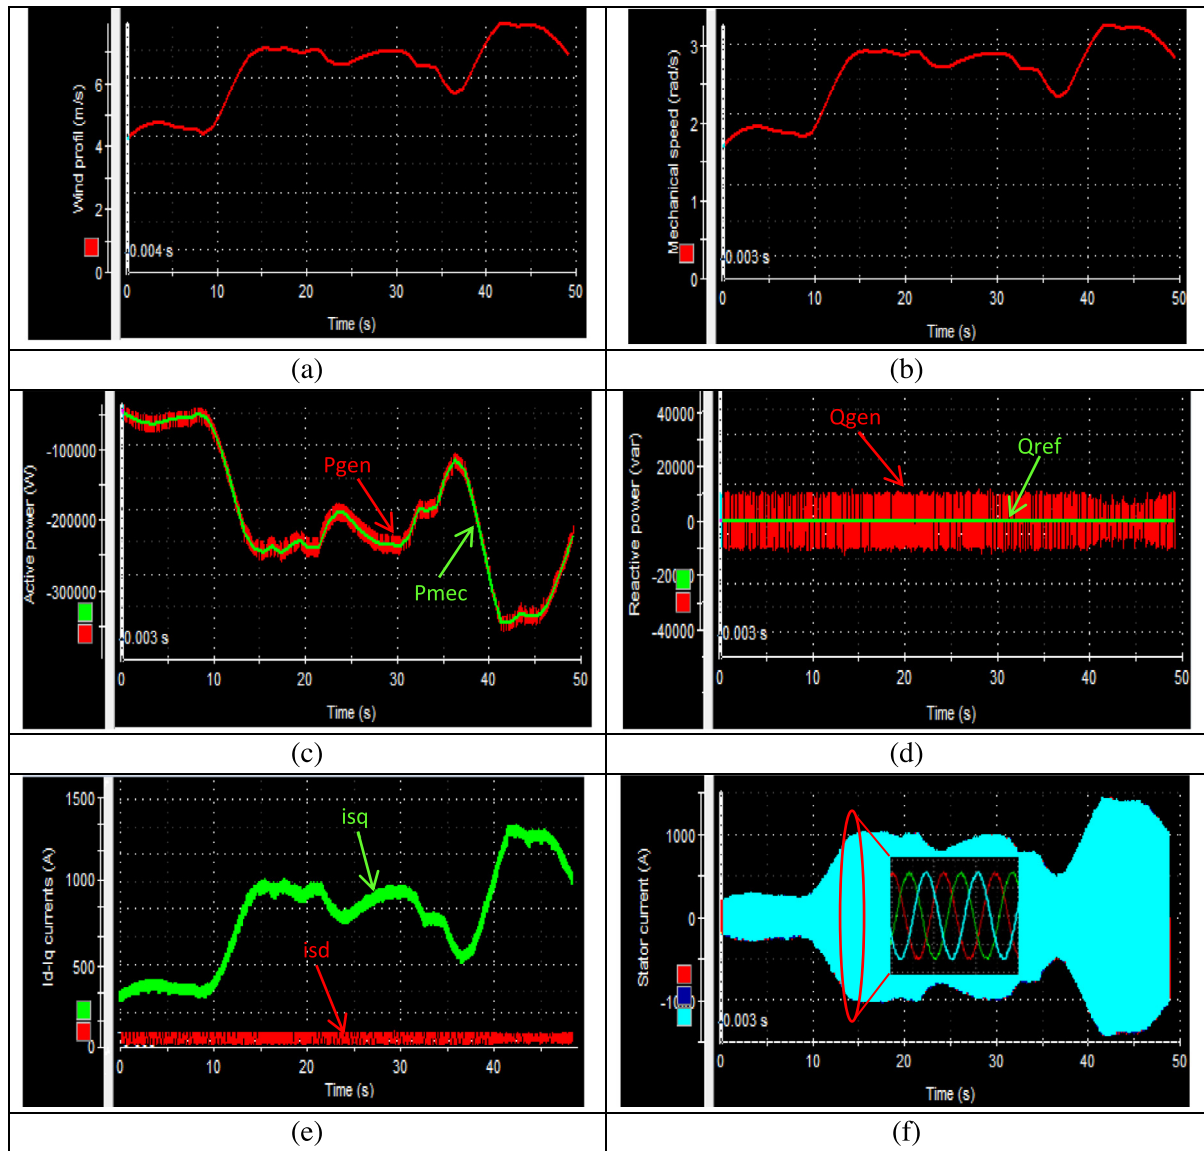 Wind profil (m/s)
6
4
2
0
0.004 s
0 10 20 30 40 50
Time (s)
(a)
Mechanical speed (rad/s)
3
2
1
0
0.003 s
0 10 20 30 40 50
Time (s)
(b)
Active power (W)
-100000
-200000
-300000
Pgen
Pmec
0.003 s
0 10 20 30 40 50
Time (s)
(c)
Reactive power (var)
40000
20000
0
-20000
-40000
Qgen
Qref
0.003 s
0 10 20 30 40 50
Time (s)
(d)
Id-Iq currents (A)
1500
1000
500
0
isq
isd
0 10 20 30 40
Time (s)
(e)
Stator current (A)
1000
0
-1000
0.003 s
0 10 20 30 40 50
Time (s)
(f)